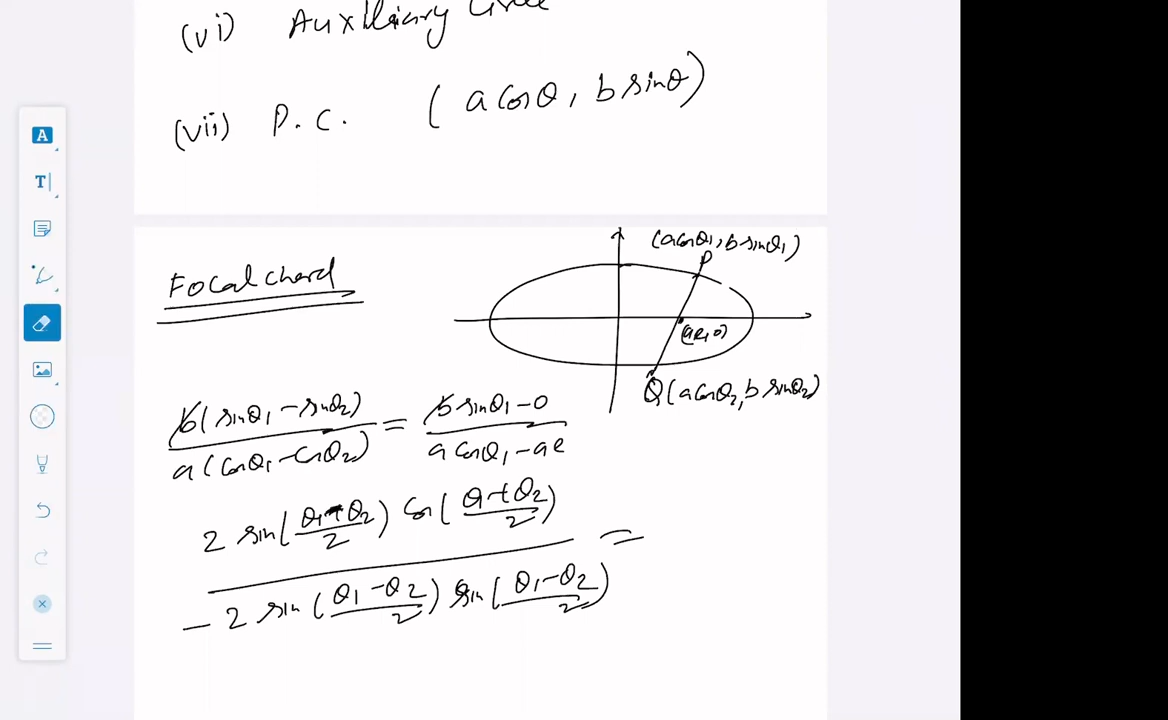 (vi) Auxiliary Circle
(vii) P.C. (a cosθ, b sinθ)
Focal chord
(a cosθ₁, b sinθ₁)
P
(ae, 0)
Q (a cosθ₂, b sinθ₂)
b(sinθ₁ - sinθ₂) / a(cosθ₁ - cosθ₂) = b sinθ₁ - 0 / a cosθ₁ - ae
2 sin(θ₁ - θ₂ / 2) cos(θ₁ + θ₂ / 2)
=
- 2 sin(θ₁ - θ₂ / 2) sin(θ₁ - θ₂ / 2)
A
T